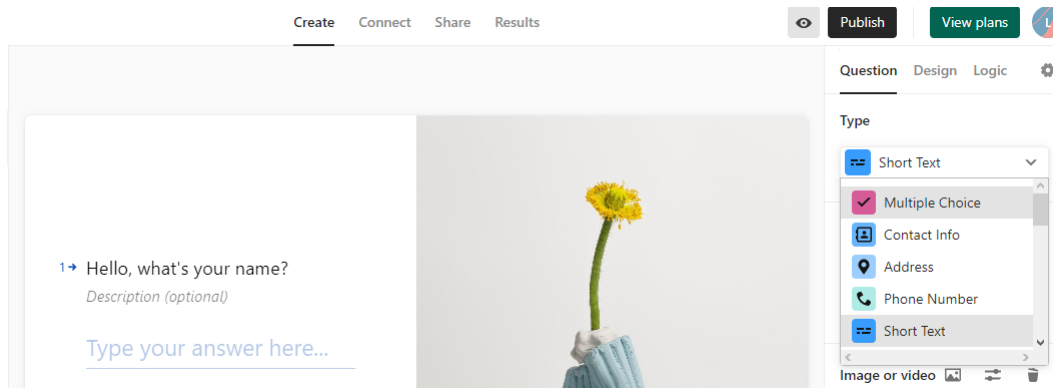 Create Connect Share Results Publish View plans L
Question Design Logic
Type
Short Text
Multiple Choice
Contact Info
Address
Phone Number
Short Text
Image or video
1 Hello, what's your name?
Description (optional)
Type your answer here...